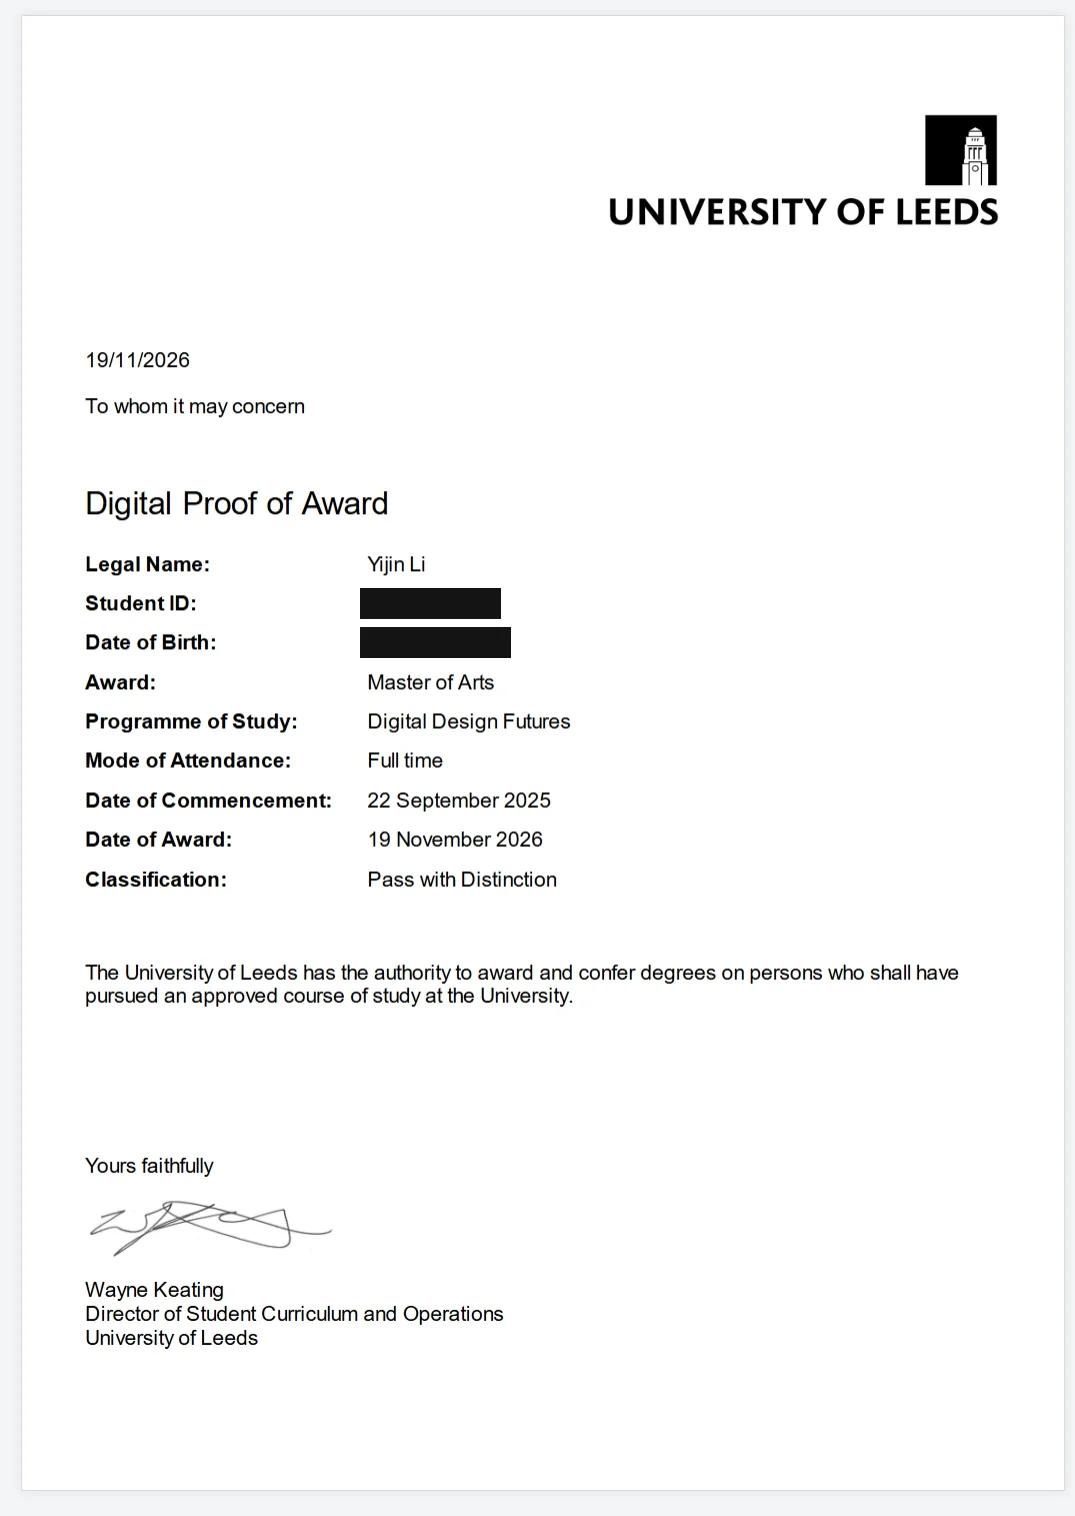 UNIVERSITY OF LEEDS
19/11/2026
To whom it may concern
Digital Proof of Award
Legal Name: Yijin Li
Student ID:
Date of Birth:
Award: Master of Arts
Programme of Study: Digital Design Futures
Mode of Attendance: Full time
Date of Commencement: 22 September 2025
Date of Award: 19 November 2026
Classification: Pass with Distinction
The University of Leeds has the authority to award and confer degrees on persons who shall have
pursued an approved course of study at the University.
Yours faithfully
Wayne Keating
Director of Student Curriculum and Operations
University of Leeds